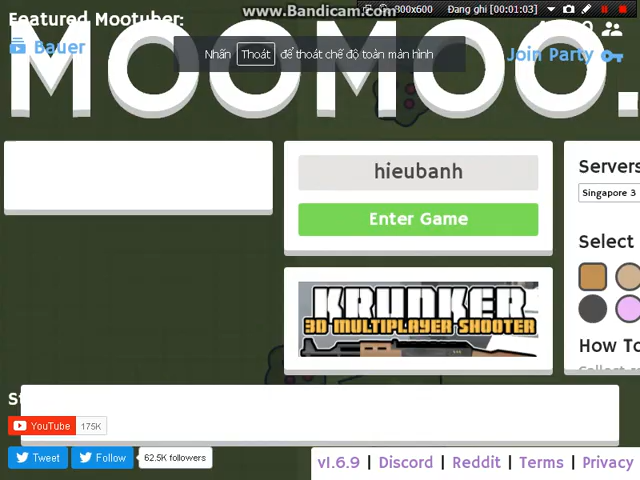 www.Bandicam.com
800x600 Đang ghi [00:01:03]
Featured Mootuber:
Bauer
MOOMOO.
Nhấn Thoát để thoát chế độ toàn màn hình
Join Party
hieubanh
Enter Game
Servers
Singapore 3
Select
KRUNKER
3D MULTIPLAYER SHOOTER
How To
YouTube 175K
Tweet Follow 62.5K followers
v1.6.9 | Discord | Reddit | Terms | Privacy